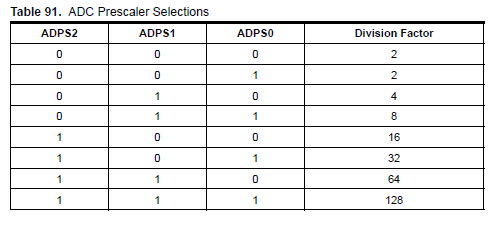 Table 91. ADC Prescaler Selections
ADPS2 ADPS1 ADPS0 Division Factor
0 0 0 2
0 0 1 2
0 1 0 4
0 1 1 8
1 0 0 16
1 0 1 32
1 1 0 64
1 1 1 128